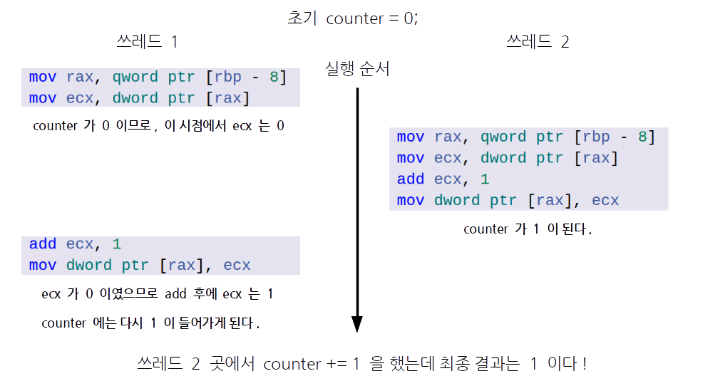 초기 counter = 0;
쓰레드 1
쓰레드 2
실행 순서
mov rax, qword ptr [rbp - 8]
mov ecx, dword ptr [rax]
counter 가 0 이므로, 이 시점에서 ecx 는 0
mov rax, qword ptr [rbp - 8]
mov ecx, dword ptr [rax]
add ecx, 1
mov dword ptr [rax], ecx
counter 가 1 이 된다.
add ecx, 1
mov dword ptr [rax], ecx
ecx 가 0 이였으므로 add 후에 ecx 는 1
counter 에는 다시 1 이 들어가게 된다.
쓰레드 2 곳에서 counter += 1 을 했는데 최종 결과는 1 이다!